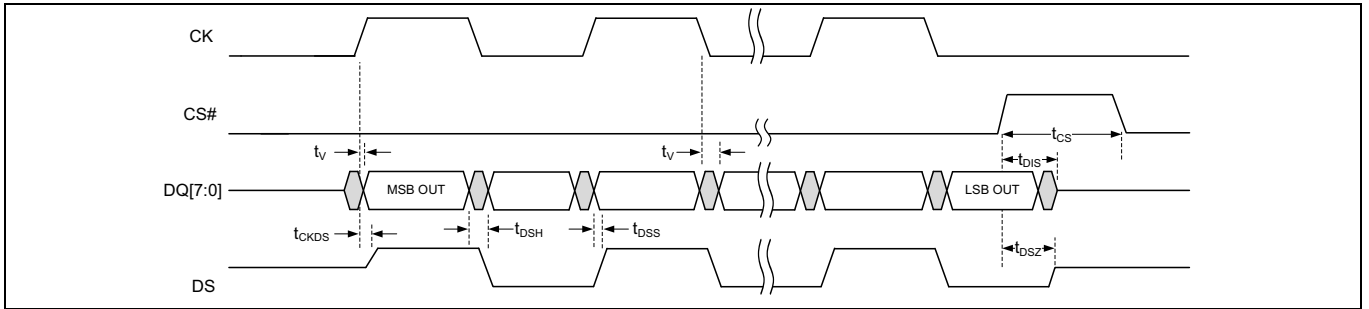 CK
CS#
tCS
tV
tV
tDIS
DQ[7:0]
MSB OUT
LSB OUT
tCKDS
tDSH
tDSS
tDSZ
DS